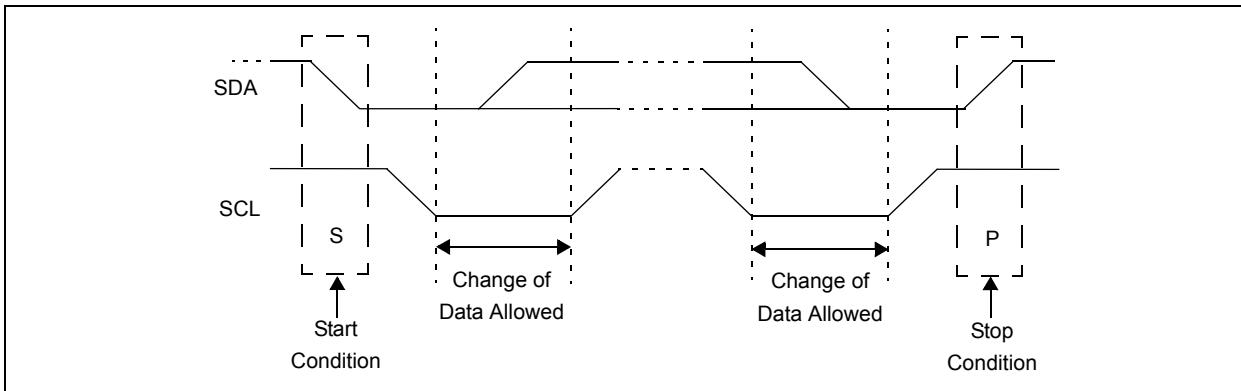 SDA
SCL
S
P
Change of
Data Allowed
Change of
Data Allowed
Start
Condition
Stop
Condition